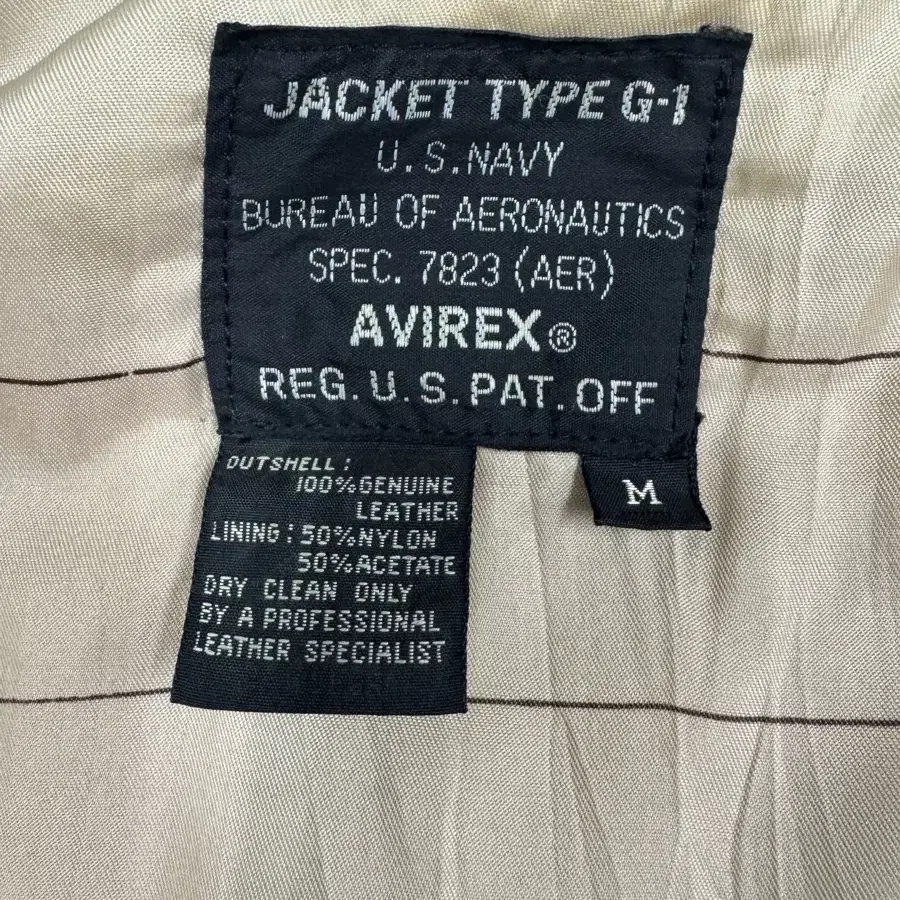 JACKET TYPE G-1
U.S.NAVY
BUREAU OF AERONAUTICS
SPEC. 7823 (AER)
AVIREX®
REG.U.S.PAT.OFF
OUTSHELL:
100%GENUINE
LEATHER
LINING:50%NYLON
50%ACETATE
DRY CLEAN ONLY
BY A PROFESSIONAL
LEATHER SPECIALIST
M